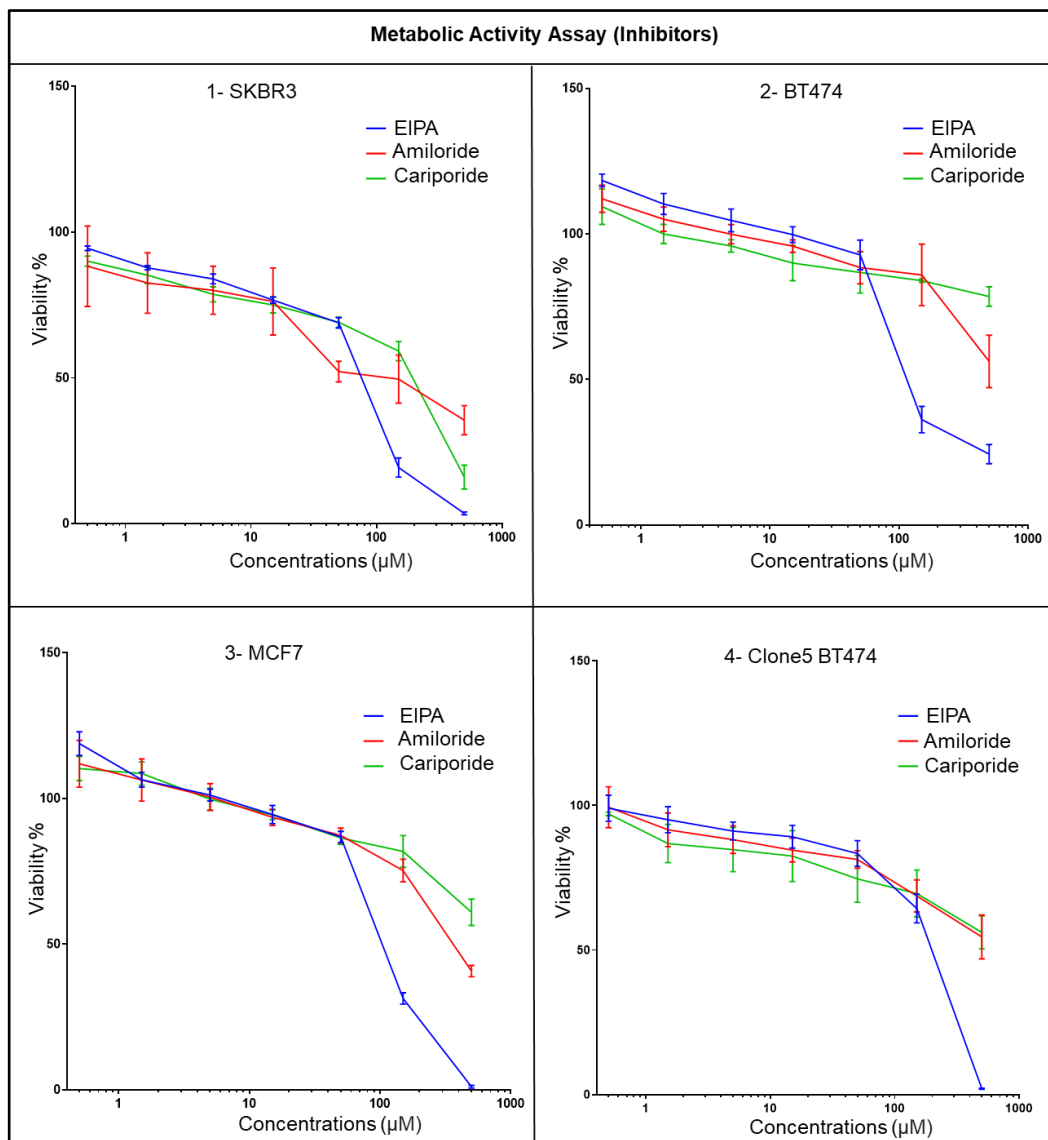 Metabolic Activity Assay (Inhibitors)
1- SKBR3
EIPA
Amiloride
Cariporide
150
100
50
0
Viability %
1
10
100
1000
Concentrations (µM)
2- BT474
EIPA
Amiloride
Cariporide
150
100
50
0
Viability %
1
10
100
1000
Concentrations (µM)
3- MCF7
EIPA
Amiloride
Cariporide
150
100
50
0
Viability %
1
10
100
1000
Concentrations (µM)
4- Clone5 BT474
EIPA
Amiloride
Cariporide
150
100
50
0
Viability %
1
10
100
1000
Concentrations (µM)